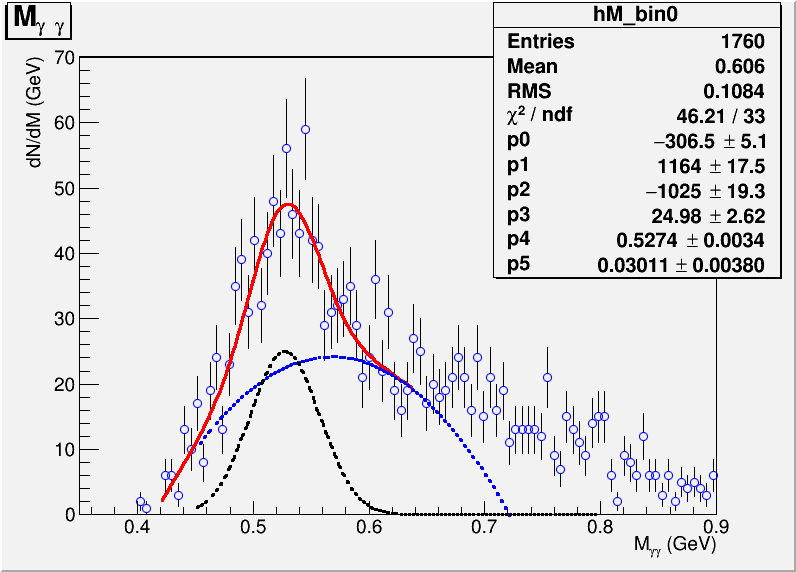 M_γ γ
hM_bin0
Entries 1760
Mean 0.606
RMS 0.1084
χ² / ndf 46.21 / 33
p0 −306.5 ± 5.1
p1 1164 ± 17.5
p2 −1025 ± 19.3
p3 24.98 ± 2.62
p4 0.5274 ± 0.0034
p5 0.03011 ± 0.00380
dN/dM (GeV)
70
60
50
40
30
20
10
0
0.4 0.5 0.6 0.7 0.8 0.9
M_γγ (GeV)